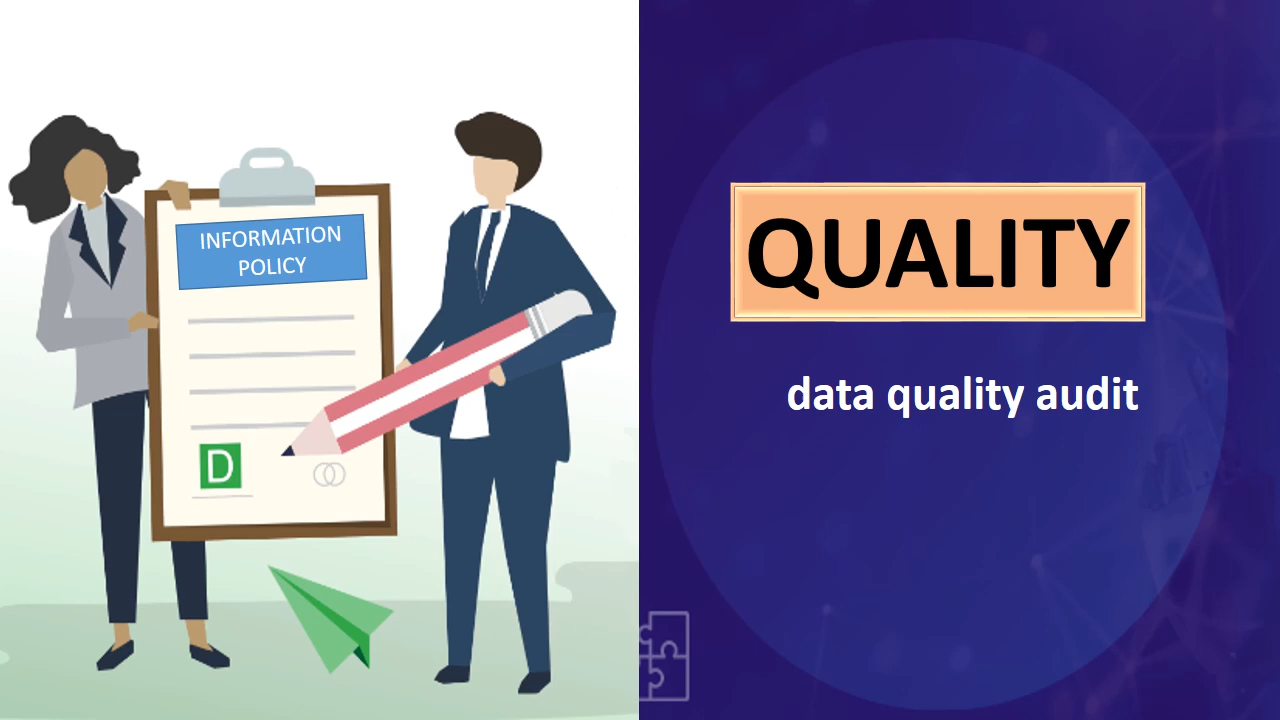 INFORMATION
POLICY
D
QUALITY
data quality audit